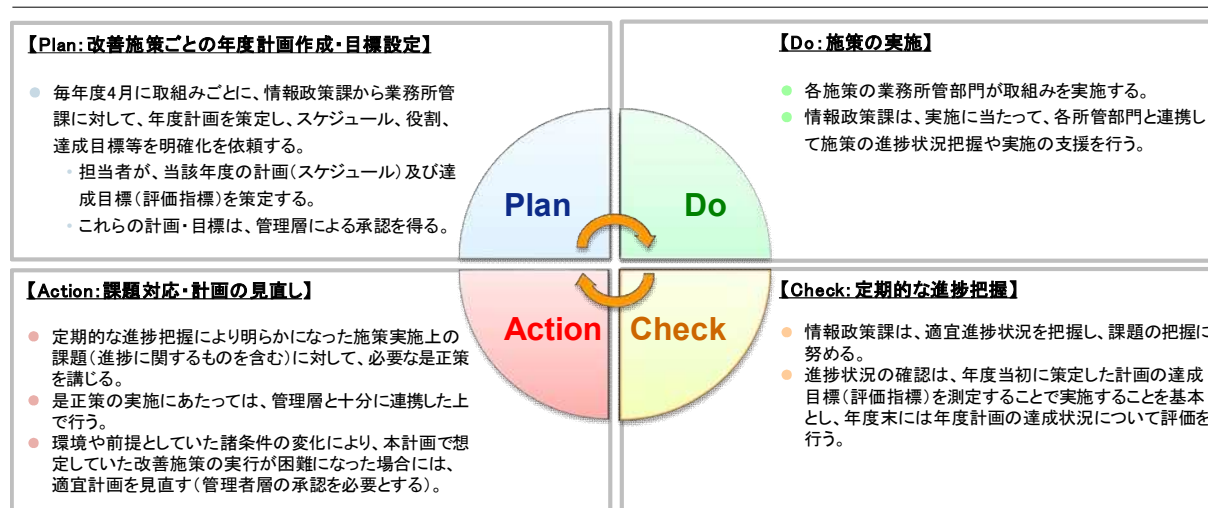 【Plan:改善施策ごとの年度計画作成・目標設定】
毎年度4月に取組みごとに、情報政策課から業務所管
課に対して、年度計画を策定し、スケジュール、役割、
達成目標等を明確化を依頼する。
・担当者が、当該年度の計画(スケジュール)及び達
成目標(評価指標)を策定する。
・これらの計画・目標は、管理層による承認を得る。
【Do:施策の実施】
各施策の業務所管部門が取組みを実施する。
情報政策課は、実施に当たって、各所管部門と連携し
て施策の進捗状況把握や実施の支援を行う。
Plan
Do
Action
Check
【Action:課題対応・計画の見直し】
定期的な進捗把握により明らかになった施策実施上の
課題(進捗に関するものを含む)に対して、必要な是正策
を講じる。
是正策の実施にあたっては、管理層と十分に連携した上
で行う。
環境や前提としていた諸条件の変化により、本計画で想
定していた改善施策の実行が困難になった場合には、
適宜計画を見直す(管理者層の承認を必要とする)。
【Check:定期的な進捗把握】
情報政策課は、適宜進捗状況を把握し、課題の把握に
努める。
進捗状況の確認は、年度当初に策定した計画の達成
目標(評価指標)を測定することで実施することを基本
とし、年度末には年度計画の達成状況について評価を
行う。